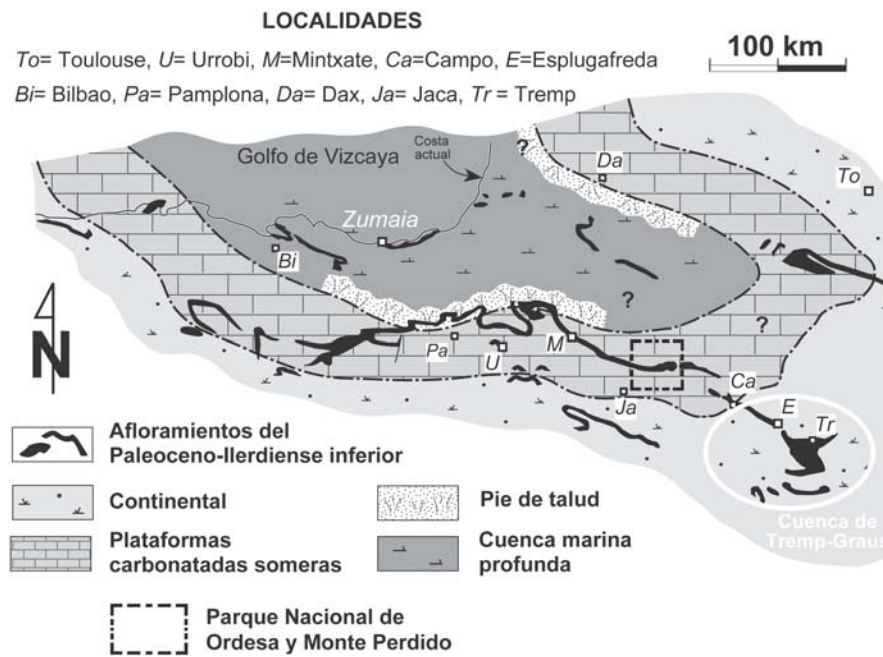 LOCALIDADES
To= Toulouse, U= Urrobi, M=Mintxate, Ca=Campo, E=Esplugafreda
Bi= Bilbao, Pa= Pamplona, Da= Dax, Ja= Jaca, Tr = Tremp
100 km
Golfo de Vizcaya
Costa
actual
?
Da
To
Zumaia
Bi
?
?
Pa
U
M
Ja
Ca
E
Tr
N
Cuenca de
Tremp-Graus
Afloramientos del
Paleoceno-Ilerdiense inferior
Continental
Pie de talud
Plataformas
carbonatadas someras
Cuenca marina
profunda
Parque Nacional de
Ordesa y Monte Perdido